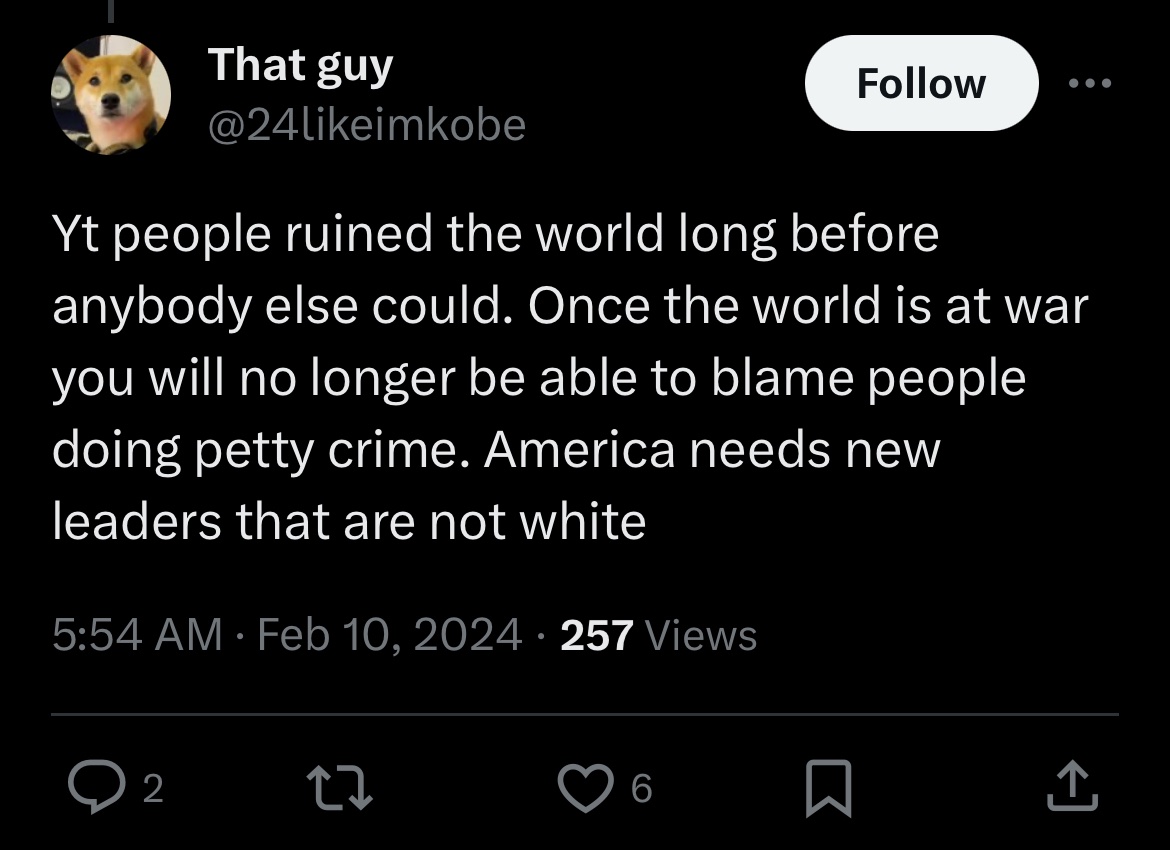 That guy
Follow
@24likeimkobe
Yt people ruined the world long before
anybody else could. Once the world is at war
you will no longer be able to blame people
doing petty crime. America needs new
leaders that are not white
5:54 AM · Feb 10, 2024 · 257 Views
2
6